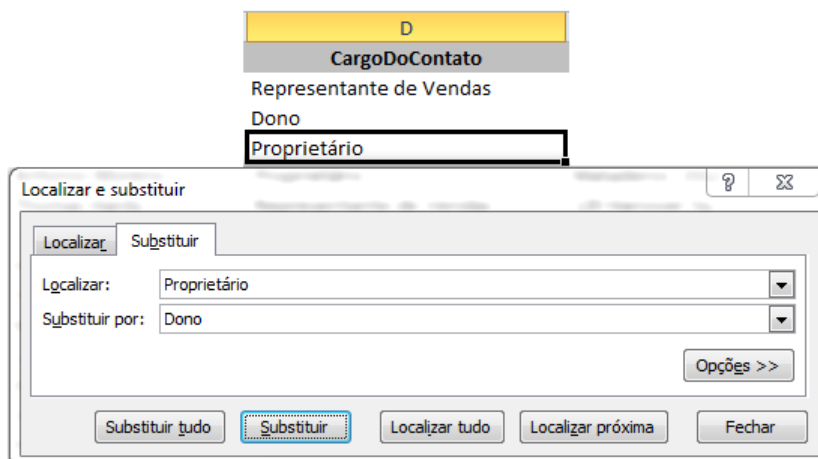 D
CargoDoContato
Representante de Vendas
Dono
Proprietário
Localizar e substituir
?
Localizar Substituir
Localizar: Proprietário
Substituir por: Dono
Opções >>
Substituir tudo Substituir Localizar tudo Localizar próxima Fechar